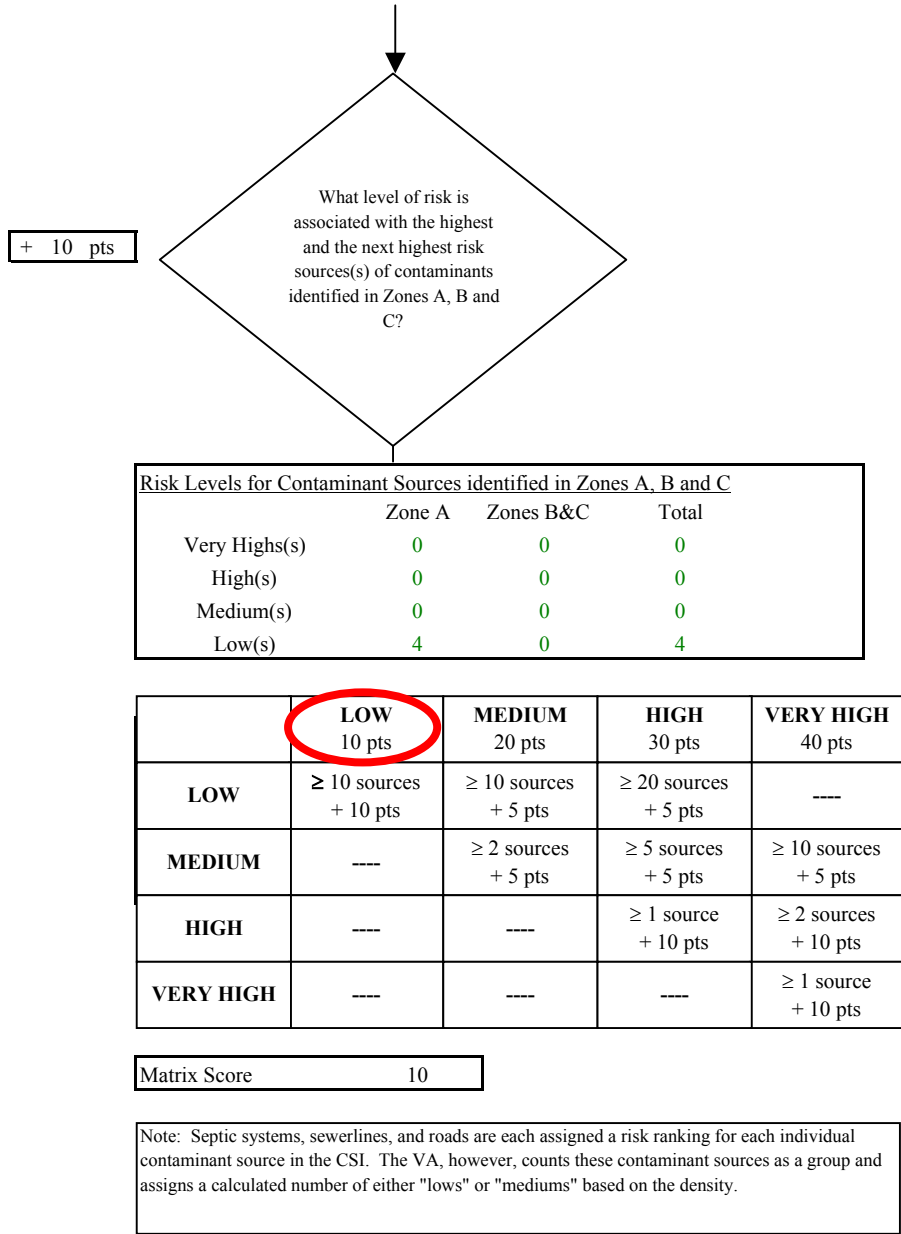 What level of risk is
associated with the highest
and the next highest risk
sources(s) of contaminants
identified in Zones A, B and
C?
+ 10 pts
Risk Levels for Contaminant Sources identified in Zones A, B and C
Zone A Zones B&C Total
Very Highs(s) 0 0 0
High(s) 0 0 0
Medium(s) 0 0 0
Low(s) 4 0 4
LOW MEDIUM HIGH VERY HIGH
10 pts 20 pts 30 pts 40 pts
LOW ≥ 10 sources ≥ 10 sources ≥ 20 sources ----
+ 10 pts + 5 pts + 5 pts
MEDIUM ---- ≥ 2 sources ≥ 5 sources ≥ 10 sources
+ 5 pts + 5 pts + 5 pts
HIGH ---- ---- ≥ 1 source ≥ 2 sources
+ 10 pts + 10 pts
VERY HIGH ---- ---- ---- ≥ 1 source
+ 10 pts
Matrix Score 10
Note: Septic systems, sewerlines, and roads are each assigned a risk ranking for each individual
contaminant source in the CSI. The VA, however, counts these contaminant sources as a group and
assigns a calculated number of either "lows" or "mediums" based on the density.